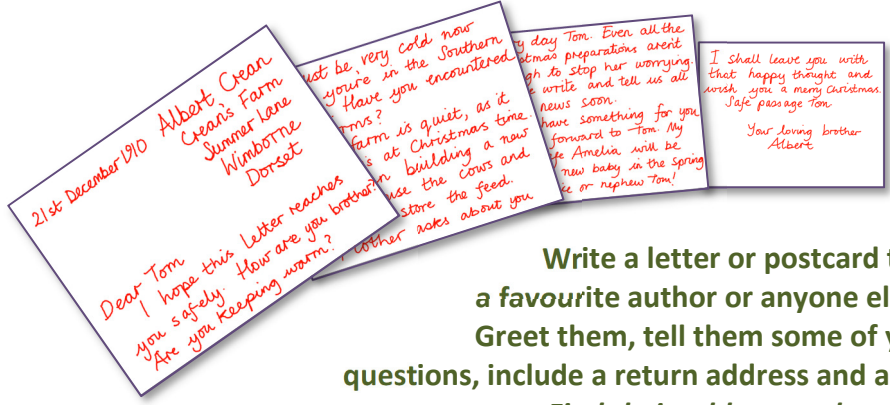 21st December 1910
Albert Crean
Crean's Farm
Summer Lane
Wimborne
Dorset
Dear Tom
I hope this letter reaches
you safely. How are you brother?
Are you keeping warm?
be, very cold now
you're in the Southern
Have you encountered
farm is quiet, as it
at Christmas time.
building a new
the cows and
store the feed.
asks about you
day Tom. Even all the
preparations aren't
to stop her worrying.
write and tell us all
news soon.
have something for you
forward to Tom. My
Amelia will be
new baby in the Spring
or nephew Tom!
I shall leave you with
that happy thought and
wish you a merry Christmas.
Safe passage Tom
Your loving brother
Albert
Write a letter or postcard
a favourite author or anyone
Greet them, tell them some of
questions, include a return address and